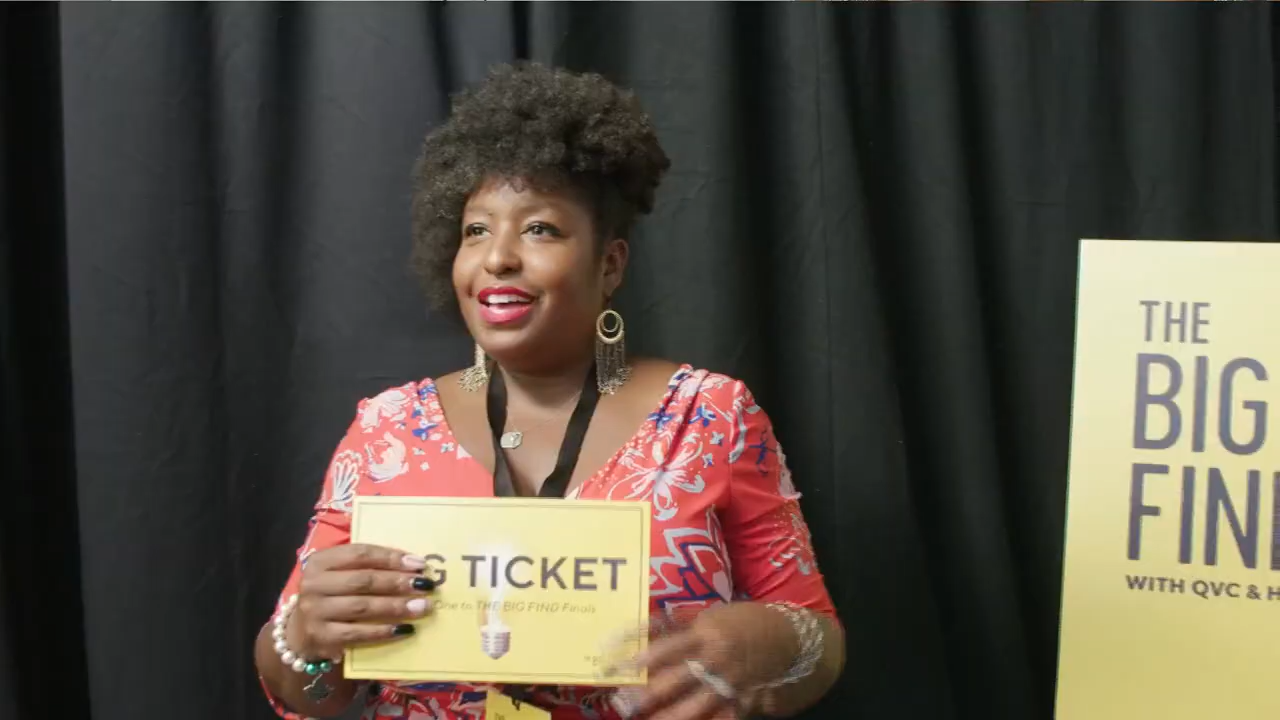 G TICKET
One to THE BIG FIND Finals
THE
BIG
FIN
WITH QVC & H